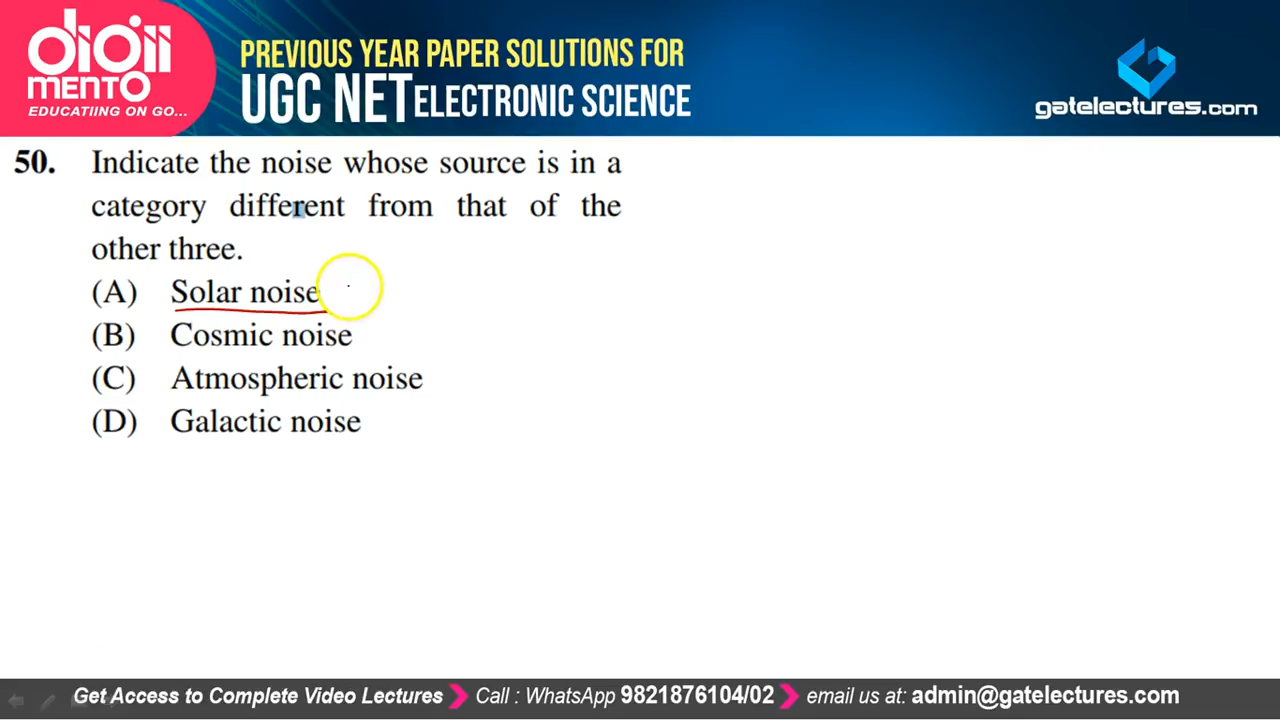 dioii
MENTO
EDUCATIING ON GO...
PREVIOUS YEAR PAPER SOLUTIONS FOR
UGC NET ELECTRONIC SCIENCE
gatelectures.com
50. Indicate the noise whose source is in a
category different from that of the
other three.
(A) Solar noise
(B) Cosmic noise
(C) Atmospheric noise
(D) Galactic noise
Get Access to Complete Video Lectures Call : WhatsApp 9821876104/02 email us at: admin@gatelectures.com